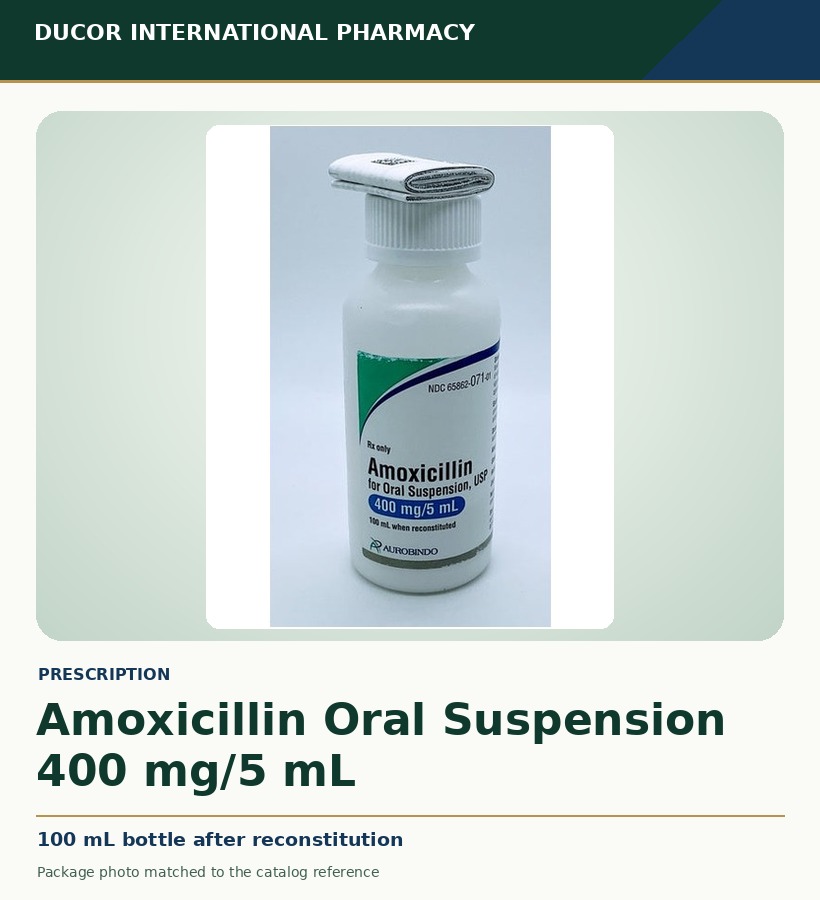 DUCOR INTERNATIONAL PHARMACY
NDC 65862-071-01
Rx only
Amoxicillin
for Oral Suspension, USP
400 mg/5 mL
100 mL when reconstituted
AUROBINDO
PRESCRIPTION
Amoxicillin Oral Suspension
400 mg/5 mL
100 mL bottle after reconstitution
Package photo matched to the catalog reference